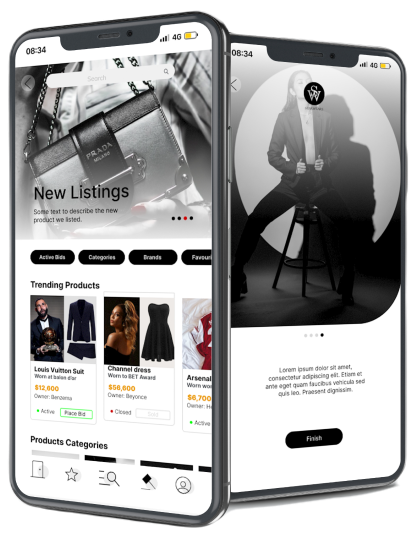 08:34
4G
Search
PRADA
MILANO
New Listings
Some text to describe the new
product we listed.
Active Bids
Categories
Brands
Favouri
Trending Products
Louis Vuitton Suit
Worn at balon d'or
$12,600
Owner: Benzema
Active
Place Bid
Channel dress
Worn to BET Award
$58,600
Owner: Beyonce
Closed
Sold
Arsenal
Worn wo
$6,700
Owner: H
Active
Products Categories
08:34
4G
SW
Lorem ipsum dolor sit amet,
consectetur adipiscing elit. Etiam et
ante eget quam faucibus vehicula sed
quis leo. Praesent dignissim.
Finish